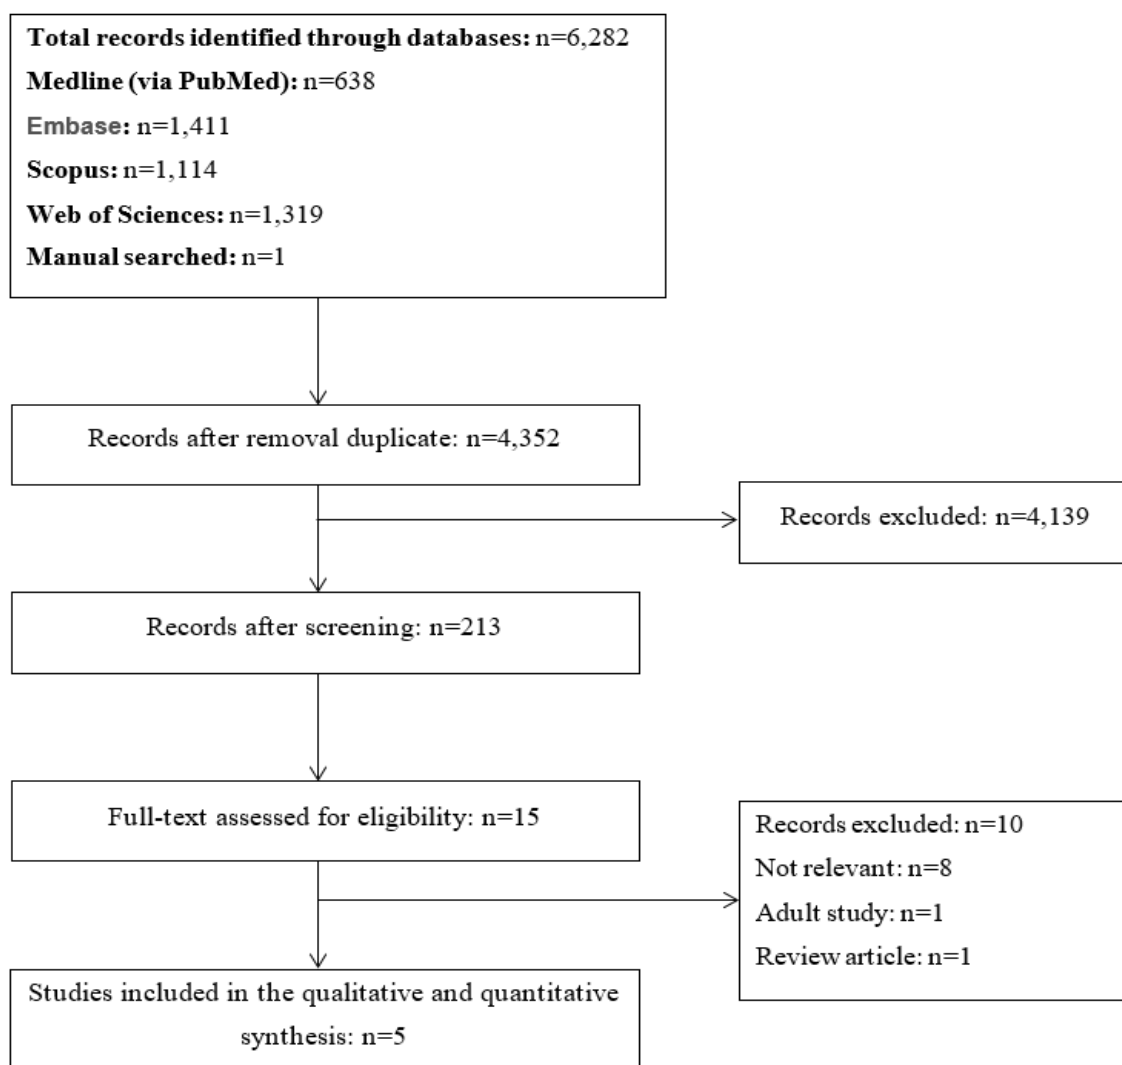 Total records identified through databases: n=6,282
Medline (via PubMed): n=638
Embase: n=1,411
Scopus: n=1,114
Web of Sciences: n=1,319
Manual searched: n=1
Records after removal duplicate: n=4,352
Records excluded: n=4,139
Records after screening: n=213
Full-text assessed for eligibility: n=15
Records excluded: n=10
Not relevant: n=8
Adult study: n=1
Review article: n=1
Studies included in the qualitative and quantitative
synthesis: n=5